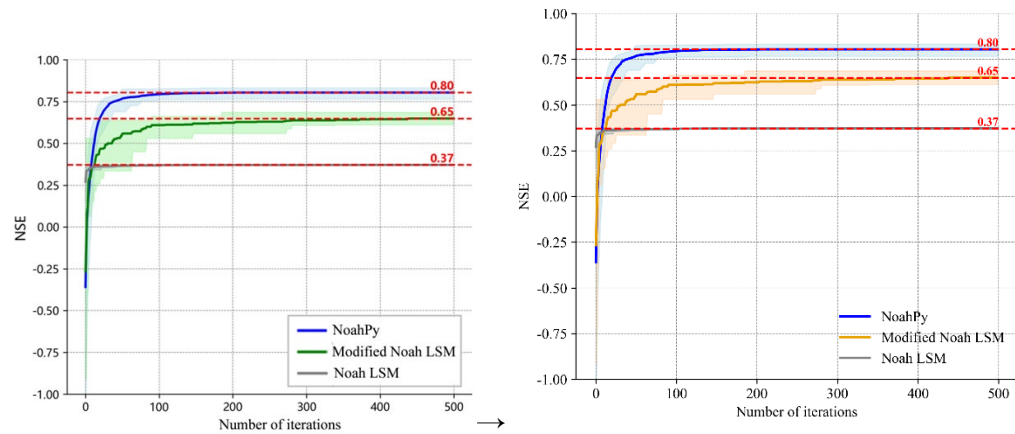 1.00
0.75
0.50
0.25
0.00
-0.25
-0.50
-0.75
-1.00
NSE
0.80
0.65
0.37
NoahPy
Modified Noah LSM
Noah LSM
0 100 200 300 400 500
Number of iterations
→
1.00
0.75
0.50
0.25
0.00
-0.25
-0.50
-0.75
-1.00
NSE
0.80
0.65
0.37
NoahPy
Modified Noah LSM
Noah LSM
0 100 200 300 400 500
Number of iterations